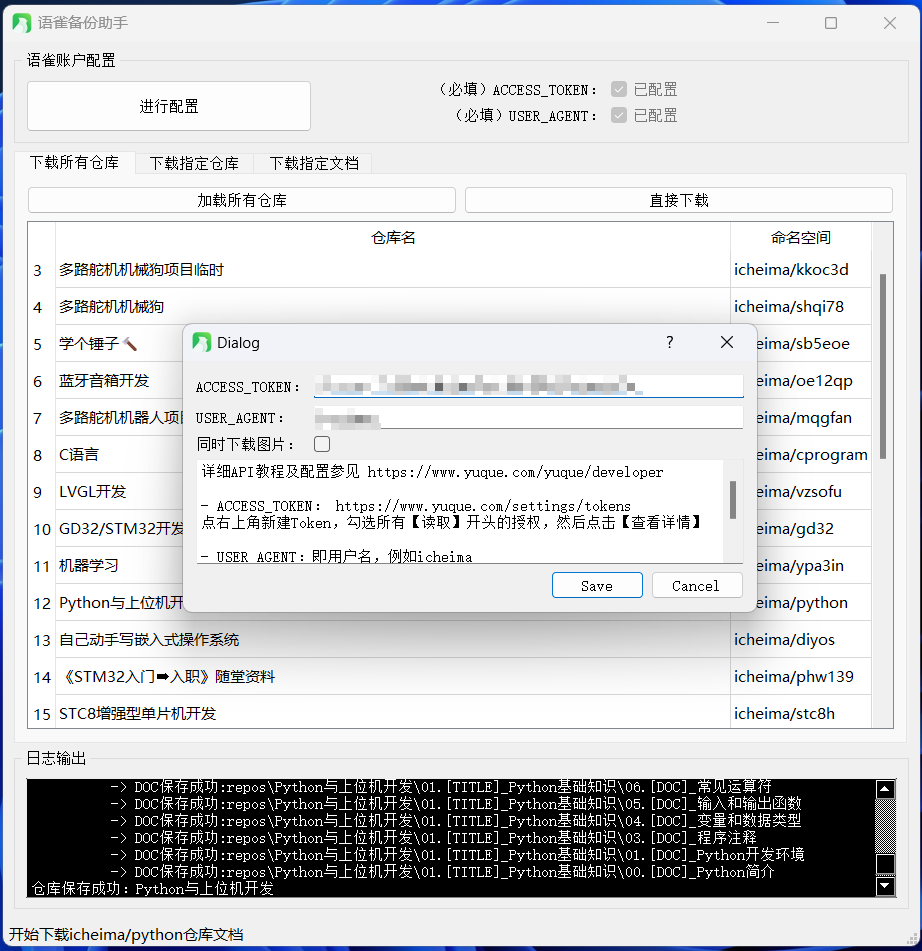 语雀备份助手
语雀账户配置
进行配置
（必填）ACCESS_TOKEN： 已配置
（必填）USER_AGENT： 已配置
下载所有仓库 下载指定仓库 下载指定文档
加载所有仓库 直接下载
仓库名 命名空间
3 多路舵机机械狗项目临时 icheima/kkoc3d
4 多路舵机机械狗 icheima/shqi78
5 学个锤子🔨 eima/sb5eoe
6 蓝牙音箱开发 eima/oe12qp
7 多路舵机机器人项 eima/mqgfan
8 C语言 eima/cprogram
9 LVGL开发 eima/vzsofu
10 GD32/STM32开发 eima/gd32
11 机器学习 eima/ypa3in
12 Python与上位机开 eima/python
13 自己动手写嵌入式操作系统 icheima/diyos
14 《STM32入门➡入职》随堂资料 icheima/phw139
15 STC8增强型单片机开发 icheima/stc8h
Dialog ?
ACCESS_TOKEN：
USER_AGENT：
同时下载图片：
详细API教程及配置参见 https://www.yuque.com/yuque/developer
- ACCESS_TOKEN： https://www.yuque.com/settings/tokens
点右上角新建Token，勾选所有【读取】开头的授权，然后点击【查看详情】
- USER_AGENT：即用户名，例如icheima
Save Cancel
日志输出
-> DOC保存成功:repos\Python与上位机开发\01.[TITLE]_Python基础知识\06.[DOC]_常见运算符
-> DOC保存成功:repos\Python与上位机开发\01.[TITLE]_Python基础知识\05.[DOC]_输入和输出函数
-> DOC保存成功:repos\Python与上位机开发\01.[TITLE]_Python基础知识\04.[DOC]_变量和数据类型
-> DOC保存成功:repos\Python与上位机开发\01.[TITLE]_Python基础知识\03.[DOC]_程序注释
-> DOC保存成功:repos\Python与上位机开发\01.[TITLE]_Python基础知识\01.[DOC]_Python开发环境
-> DOC保存成功:repos\Python与上位机开发\01.[TITLE]_Python基础知识\00.[DOC]_Python简介
仓库保存成功：Python与上位机开发
开始下载icheima/python仓库文档